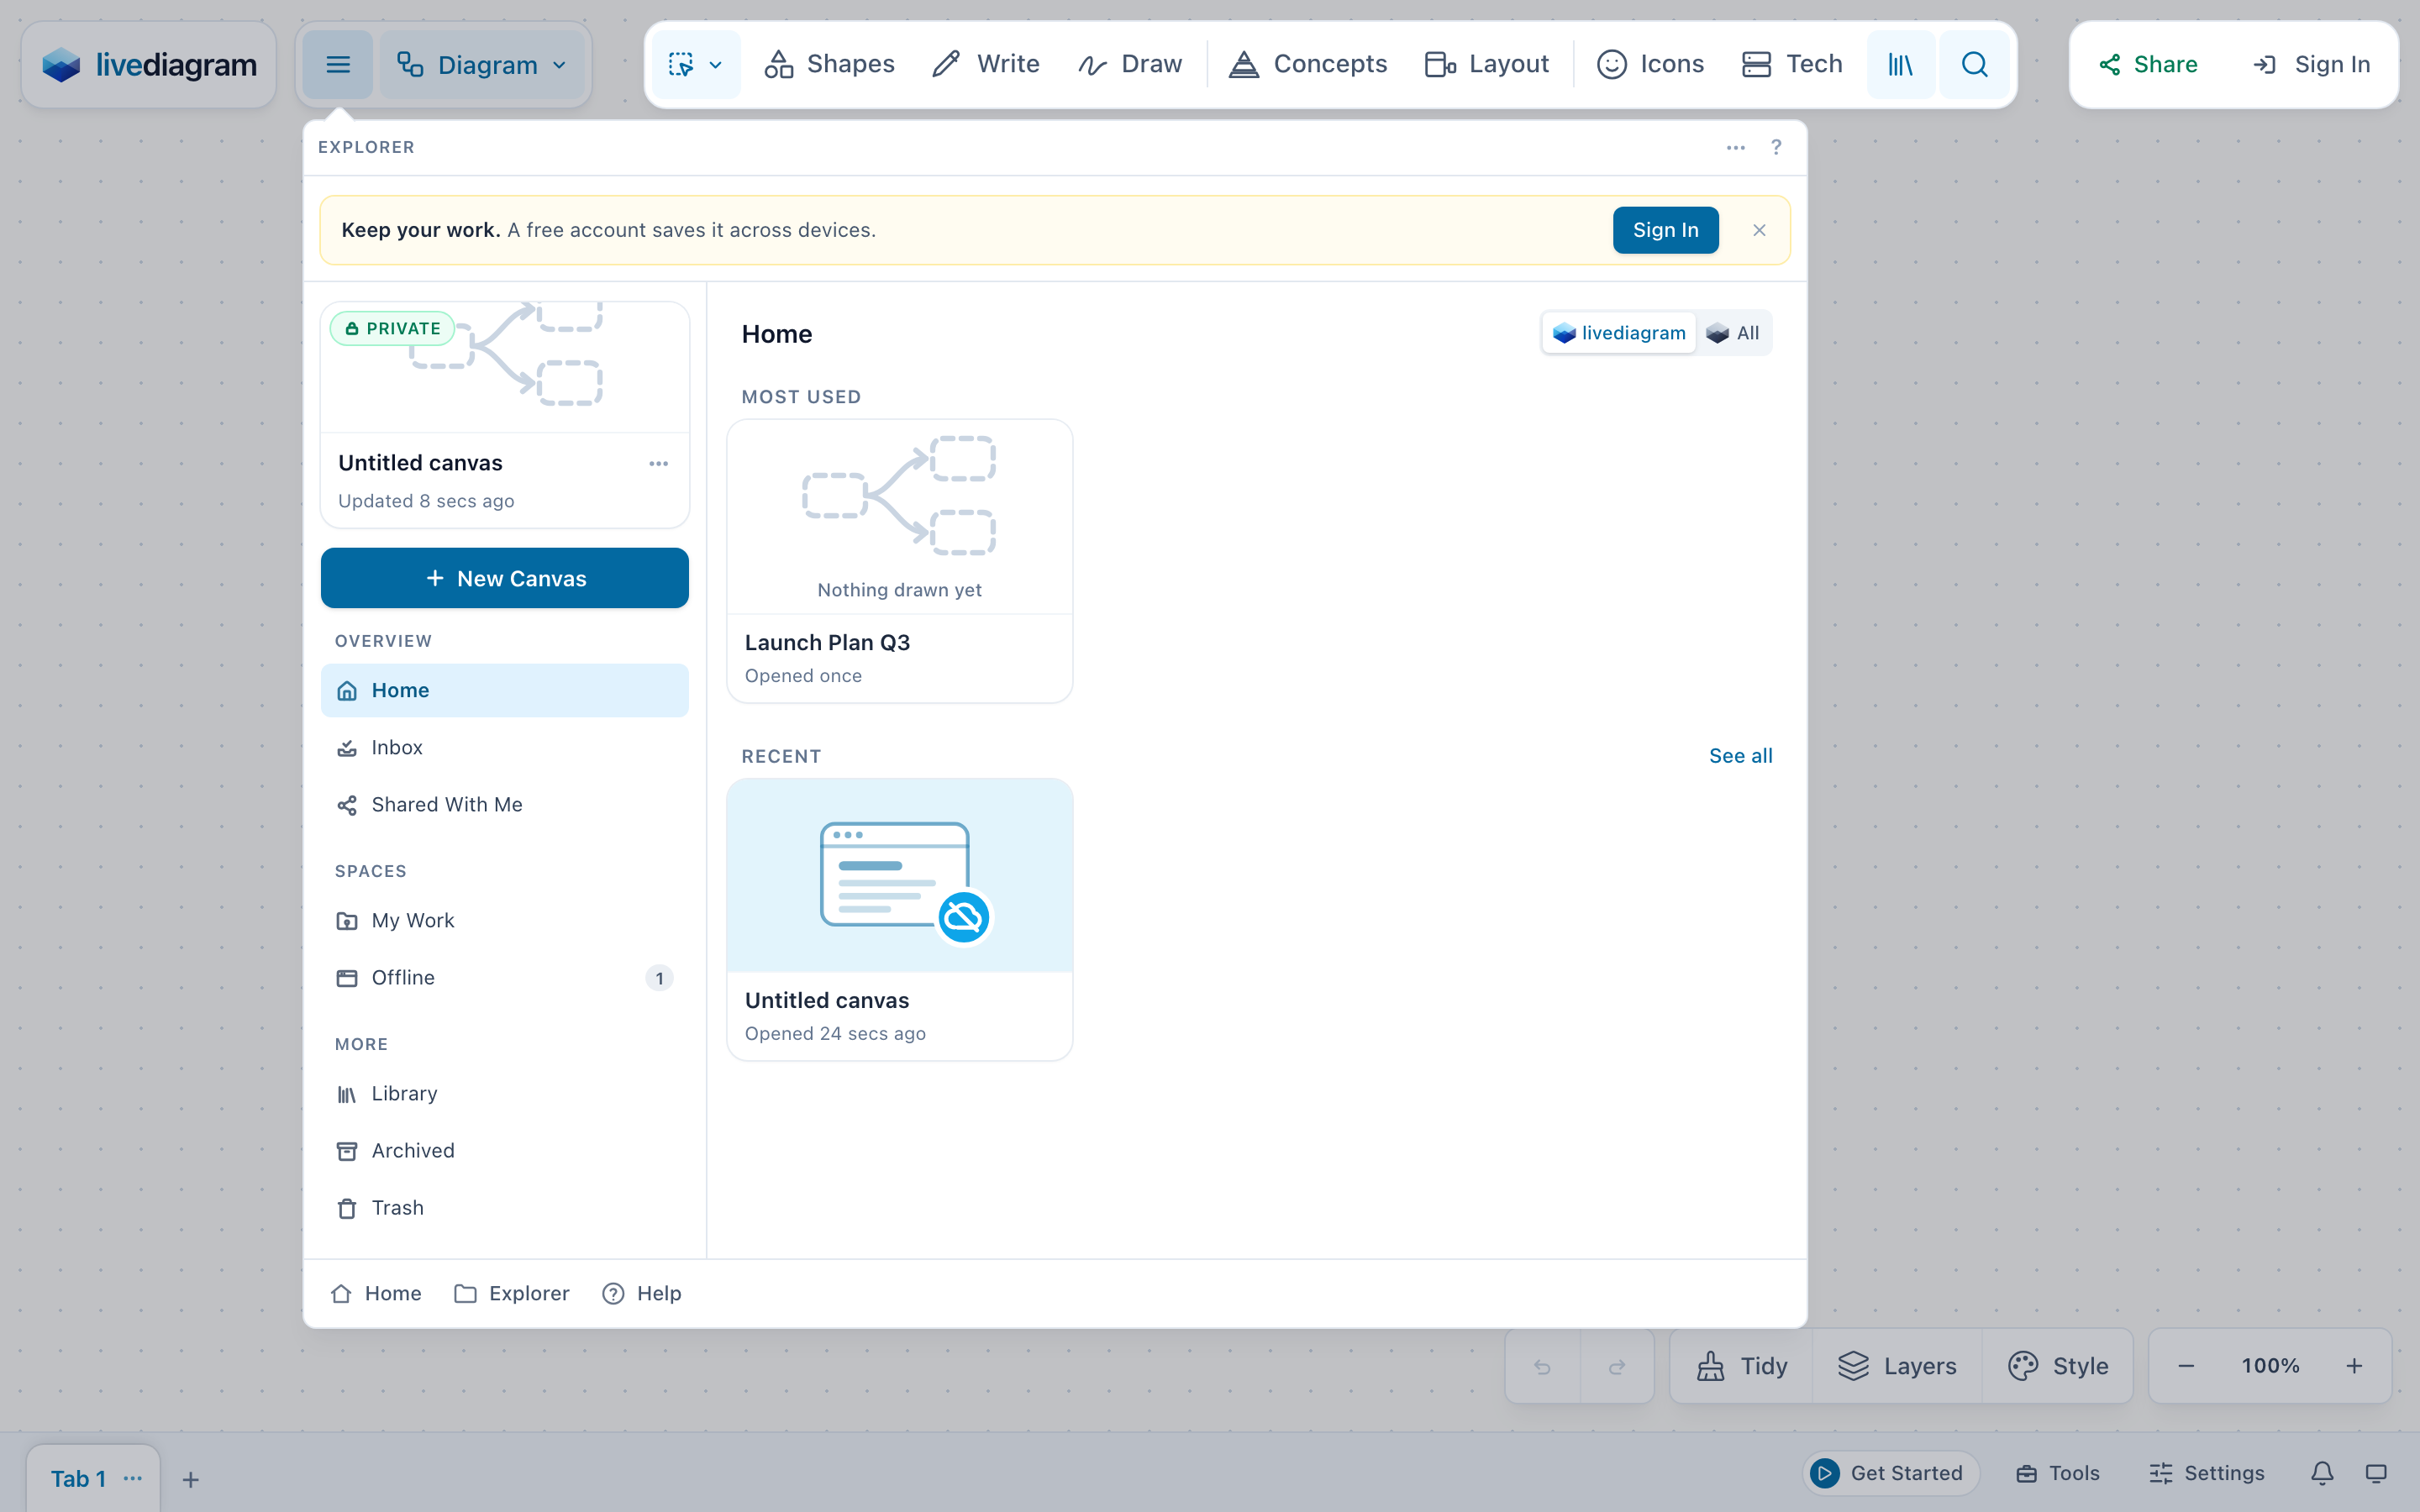 livediagram
Diagram
Shapes
Write
Draw
Concepts
Layout
Icons
Tech
Share
Sign In
EXPLORER
?
Keep your work. A free account saves it across devices.
Sign In
PRIVATE
Untitled canvas
Updated 8 secs ago
+ New Canvas
OVERVIEW
Home
Inbox
Shared With Me
SPACES
My Work
Offline 1
MORE
Library
Archived
Trash
Home
livediagram
All
MOST USED
Nothing drawn yet
Launch Plan Q3
Opened once
RECENT
See all
Untitled canvas
Opened 24 secs ago
Home
Explorer
Help
Tidy
Layers
Style
− 100% +
Tab 1
+
Get Started
Tools
Settings